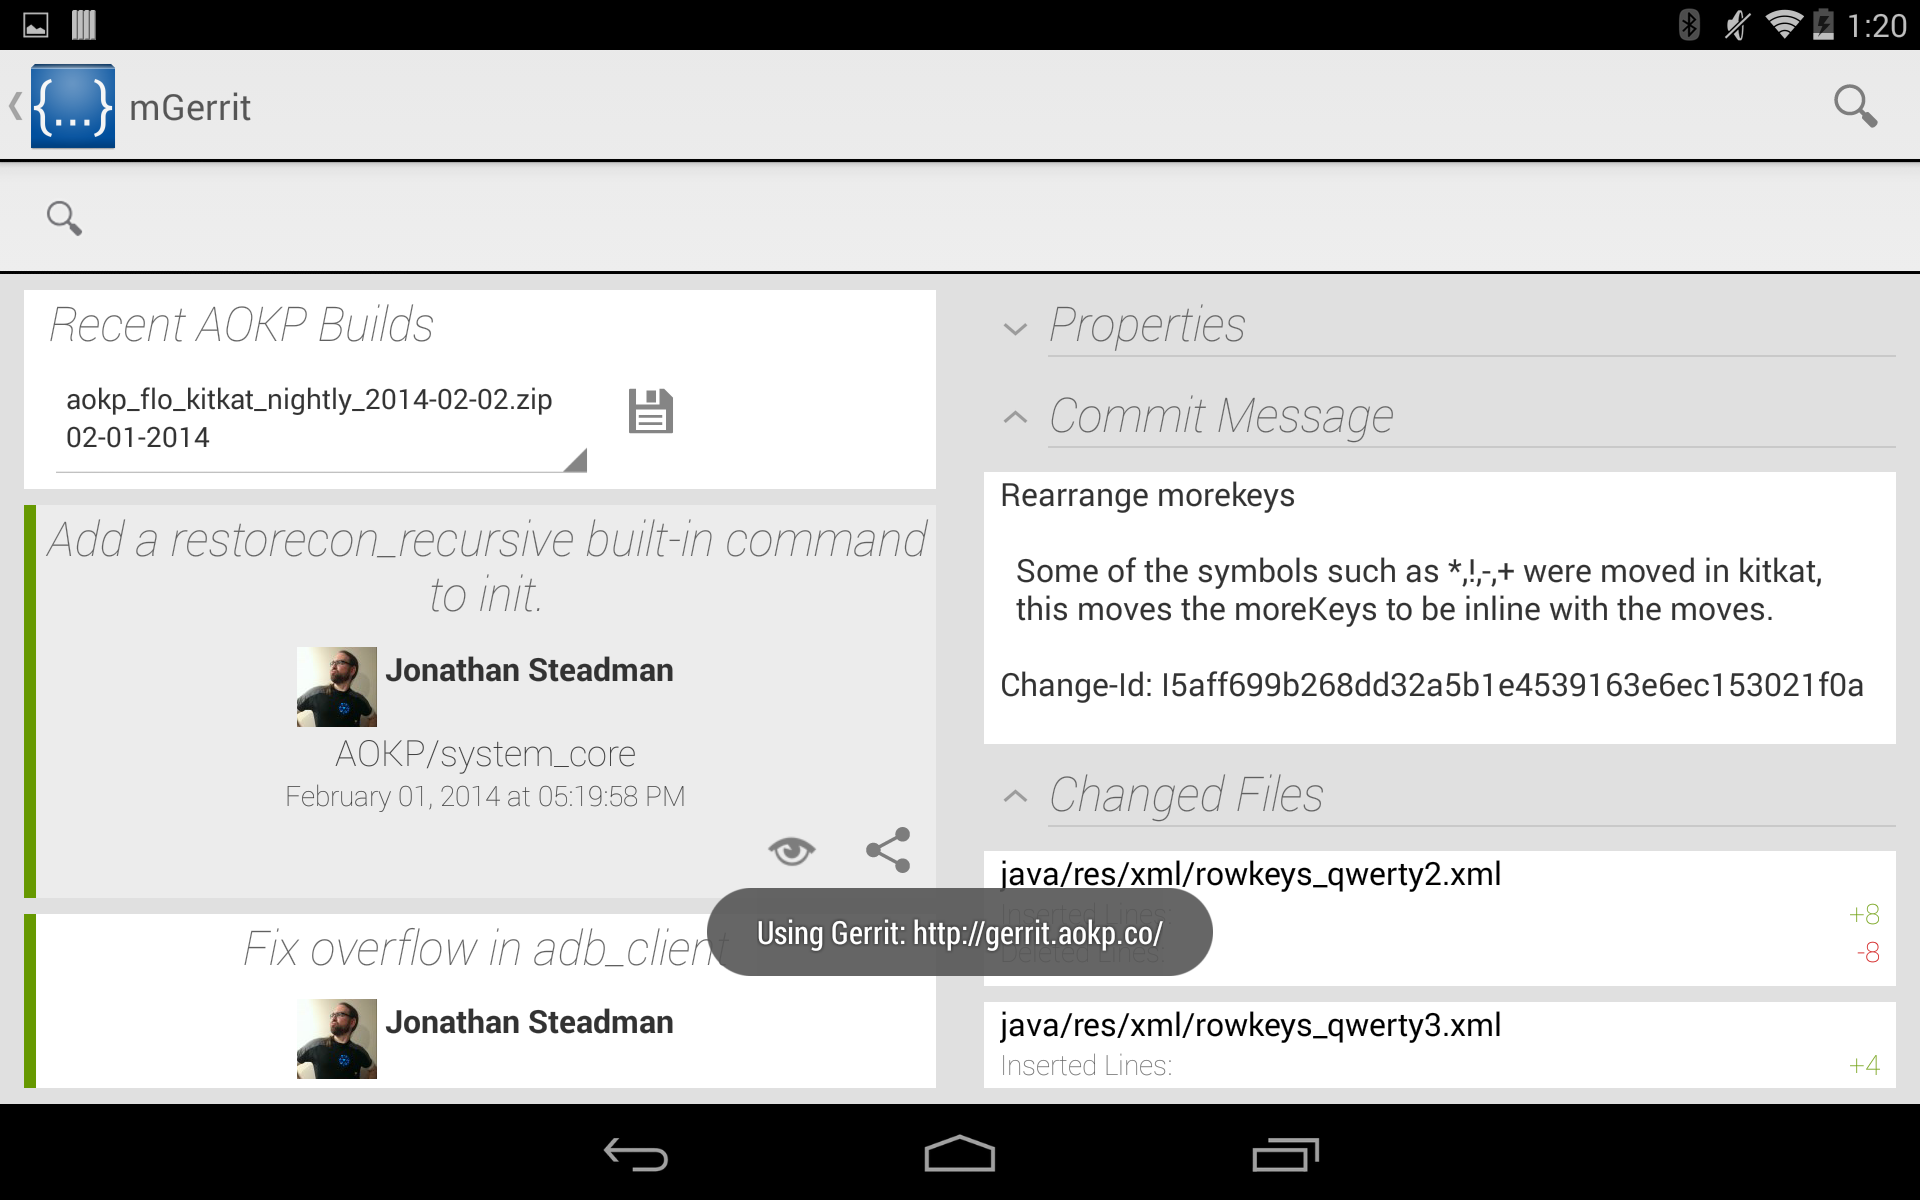 1:20
{...} mGerrit
Recent AOKP Builds
aokp_flo_kitkat_nightly_2014-02-02.zip
02-01-2014
Add a restorecon_recursive built-in command
to init.
Jonathan Steadman
AOKP/system_core
February 01, 2014 at 05:19:58 PM
Fix overflow in adb_client
Jonathan Steadman
Properties
Commit Message
Rearrange morekeys
Some of the symbols such as *,!,-,+ were moved in kitkat,
this moves the moreKeys to be inline with the moves.
Change-Id: I5aff699b268dd32a5b1e4539163e6ec153021f0a
Changed Files
java/res/xml/rowkeys_qwerty2.xml
Inserted Lines: +8
Deleted Lines: -8
Using Gerrit: http://gerrit.aokp.co/
java/res/xml/rowkeys_qwerty3.xml
Inserted Lines: +4